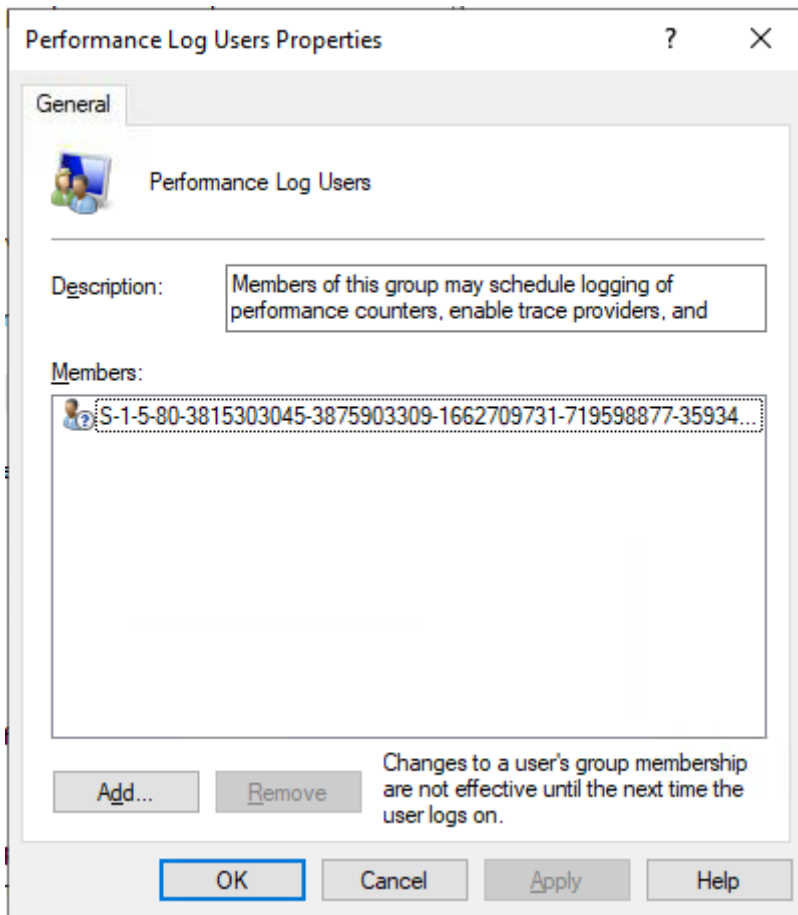 Performance Log Users Properties
?
General
Performance Log Users
Description:
Members of this group may schedule logging of
performance counters, enable trace providers, and
Members:
S-1-5-80-3815303045-3875903309-1662709731-719598877-35934...
Add...
Remove
Changes to a user's group membership
are not effective until the next time the
user logs on.
OK
Cancel
Apply
Help